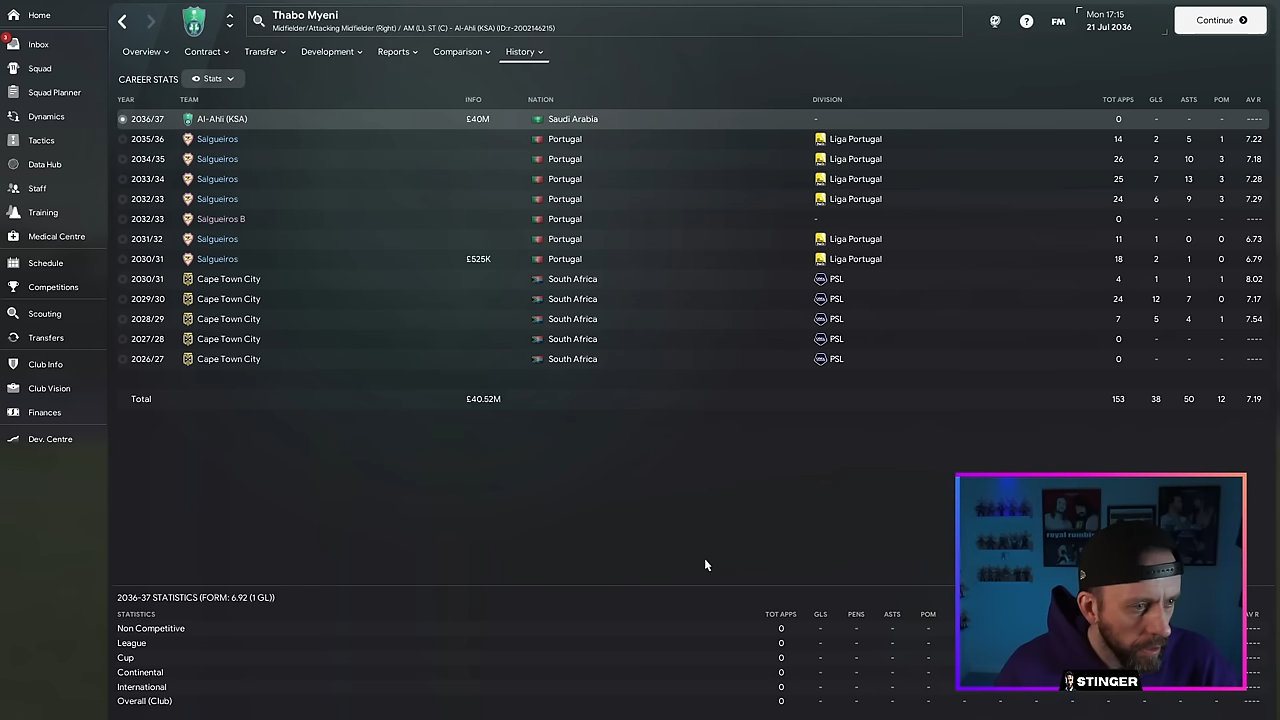 Home
3
Inbox
Squad
Squad Planner
Dynamics
Tactics
Data Hub
Staff
Training
Medical Centre
Schedule
Competitions
Scouting
Transfers
Club Info
Club Vision
Finances
Dev. Centre
Thabo Myeni
Midfielder/Attacking Midfielder (Right) / AM (L), ST (C) - Al-Ahli (KSA) (ID:r-2002146215)
FM
Mon 17:15
21 Jul 2036
Continue
Overview Contract Transfer Development Reports Comparison History
CAREER STATS Stats
YEAR TEAM INFO NATION DIVISION TOT APPS GLS ASTS POM AV R
2036/37 Al-Ahli (KSA) £40M Saudi Arabia - 0 - - - ----
2035/36 Salgueiros Portugal Liga Portugal 14 2 5 1 7.22
2034/35 Salgueiros Portugal Liga Portugal 26 2 10 3 7.18
2033/34 Salgueiros Portugal Liga Portugal 25 7 13 3 7.28
2032/33 Salgueiros Portugal Liga Portugal 24 6 9 3 7.29
2032/33 Salgueiros B Portugal - 0 - - - ----
2031/32 Salgueiros Portugal Liga Portugal 11 1 0 0 6.73
2030/31 Salgueiros £525K Portugal Liga Portugal 18 2 1 0 6.79
2030/31 Cape Town City South Africa PSL 4 1 1 1 8.02
2029/30 Cape Town City South Africa PSL 24 12 7 0 7.17
2028/29 Cape Town City South Africa PSL 7 5 4 1 7.54
2027/28 Cape Town City South Africa PSL 0 - - - ----
2026/27 Cape Town City South Africa PSL 0 - - - ----
Total £40.52M 153 38 50 12 7.19
2036-37 STATISTICS (FORM: 6.92 (1 GL))
STATISTICS TOT APPS GLS PENS ASTS POM AV R
Non Competitive 0 - - - - ----
League 0 - - - - ----
Cup 0 - - - - ----
Continental 0 - - - - ----
International 0 - - - - ----
Overall (Club) 0 - - - - - - - - - - ----
royal rumble
STINGER